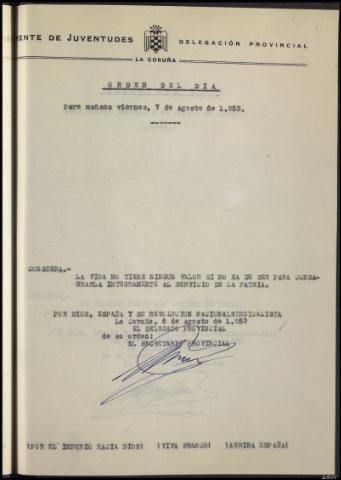 ENTE DE JUVENTUDES
DELEGACIÓN PROVINCIAL
LA CORUÑA
ORDEN DEL DIA
Para mañana viernes, 7 de Agosto de 1.953.
CONSIGNA.-
LA VIDA NO TIENE NINGUN VALOR SI NO HA DE SER PARA CONSA-
GRARLA INTEGRAMENTE AL SERVICIO DE LA PATRIA.
POR DIOS, ESPAÑA Y SU REVOLUCION NACIONALSINDICALISTA
La Coruña, 6 de Agosto de 1.953
EL DELEGADO PROVINCIAL
de su orden:
EL SECRETARIO PROVINCIAL
¡POR EL IMPERIO HACIA DIOS! ¡VIVA FRANCO! ¡ARRIBA ESPAÑA!